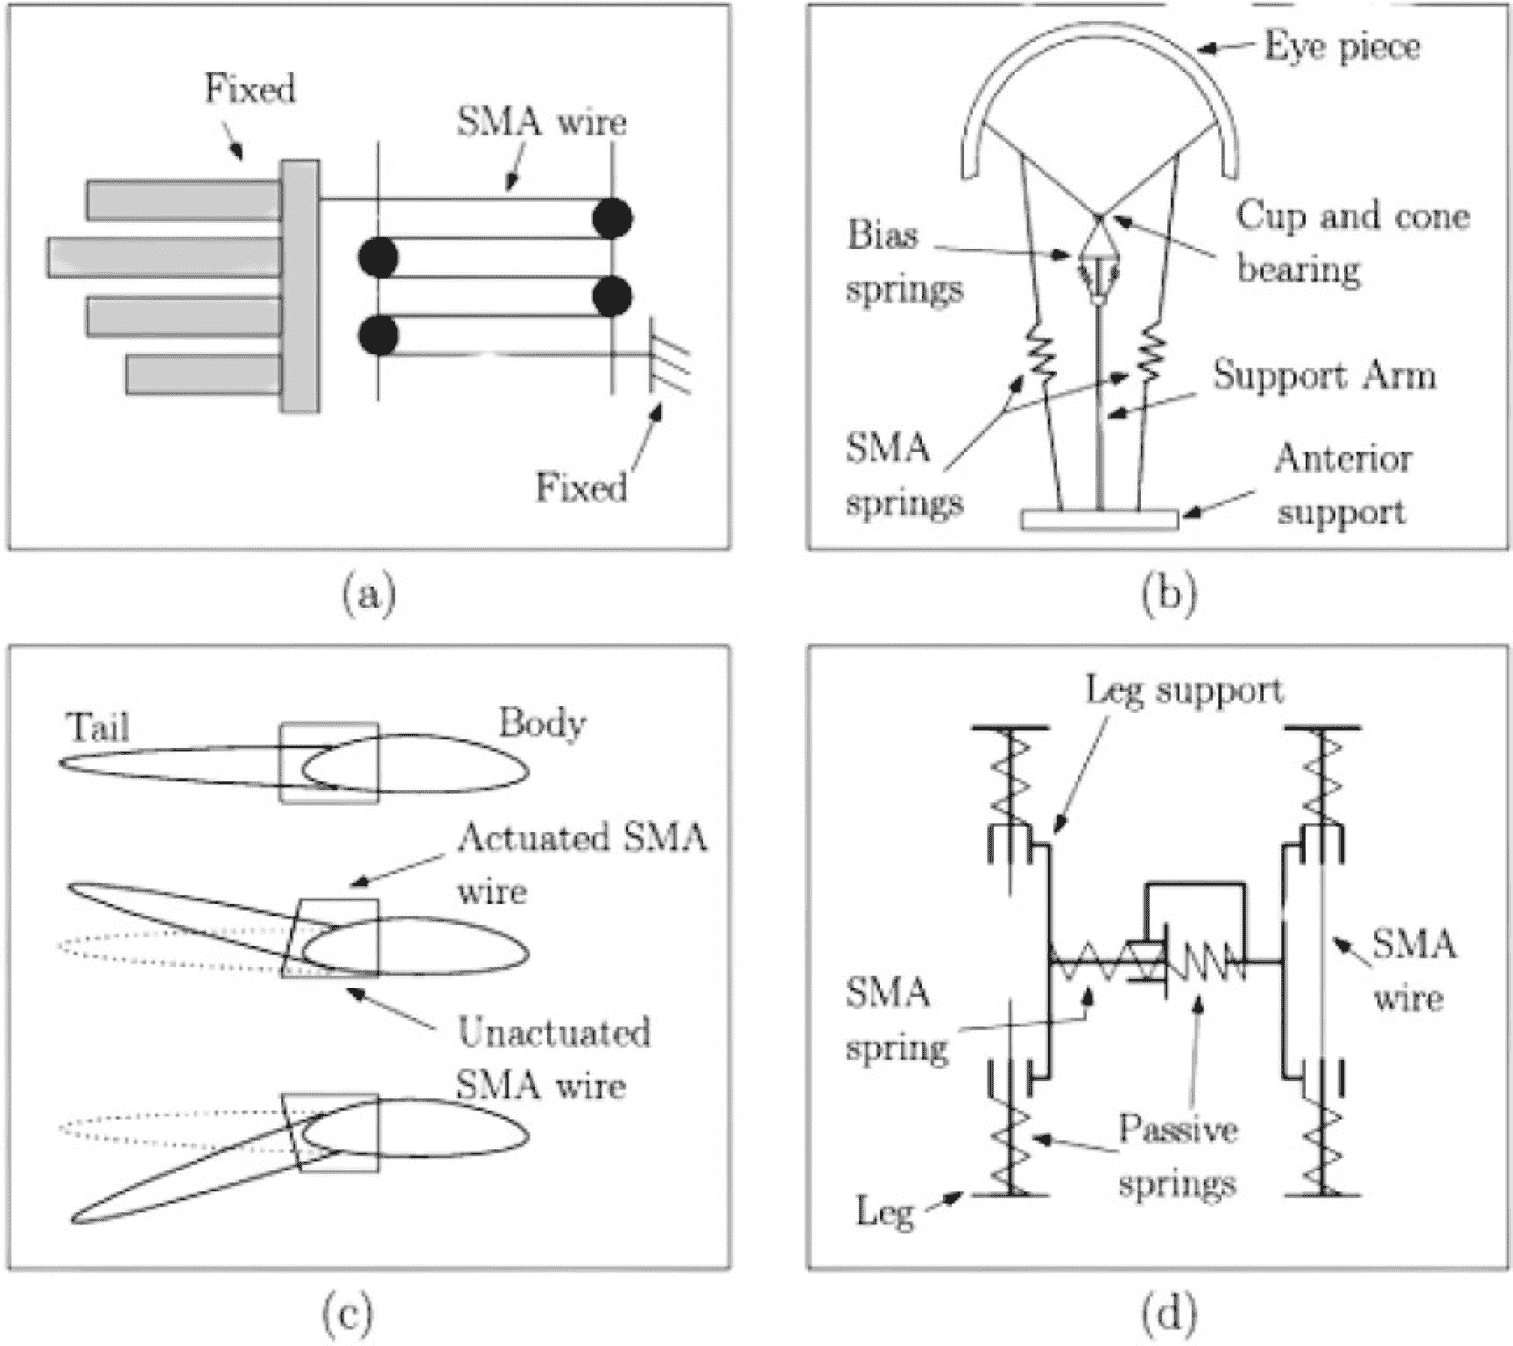 Fixed
SMA wire
Fixed
(a)
Eye piece
Cup and cone
bearing
Bias
springs
Support Arm
SMA
springs
Anterior
support
(b)
Tail
Body
Actuated SMA
wire
Unactuated
SMA wire
(c)
Leg support
SMA
wire
SMA
spring
Passive
springs
Leg
(d)